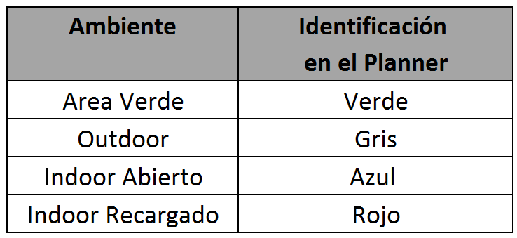 Ambiente Identificación
en el Planner
Area Verde Verde
Outdoor Gris
Indoor Abierto Azul
Indoor Recargado Rojo